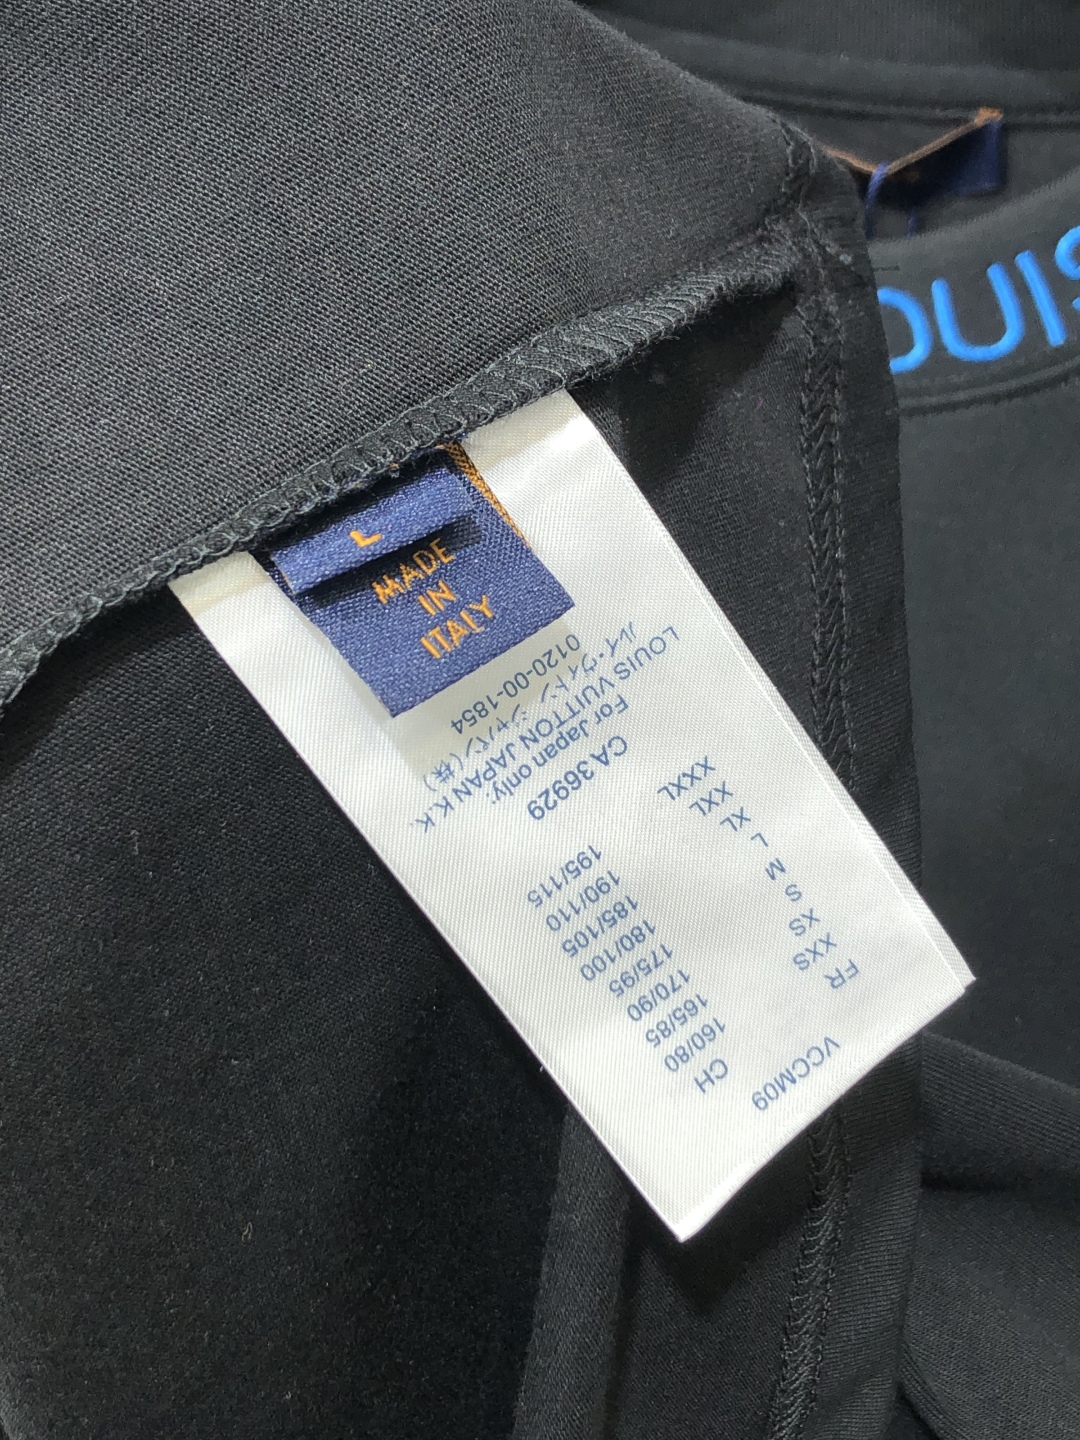 L
MADE
IN
ITALY
VCCM09
FR CH
XXS 160/80
XS 165/85
S 170/90
M 175/95
L 180/100
XL 185/105
XXL 190/110
XXXL 195/115
CA 36929
For Japan only:
LOUIS VUITTON JAPAN K.K.
ルイ・ヴィトン ジャパン(株)
0120-00-1854
OUIS